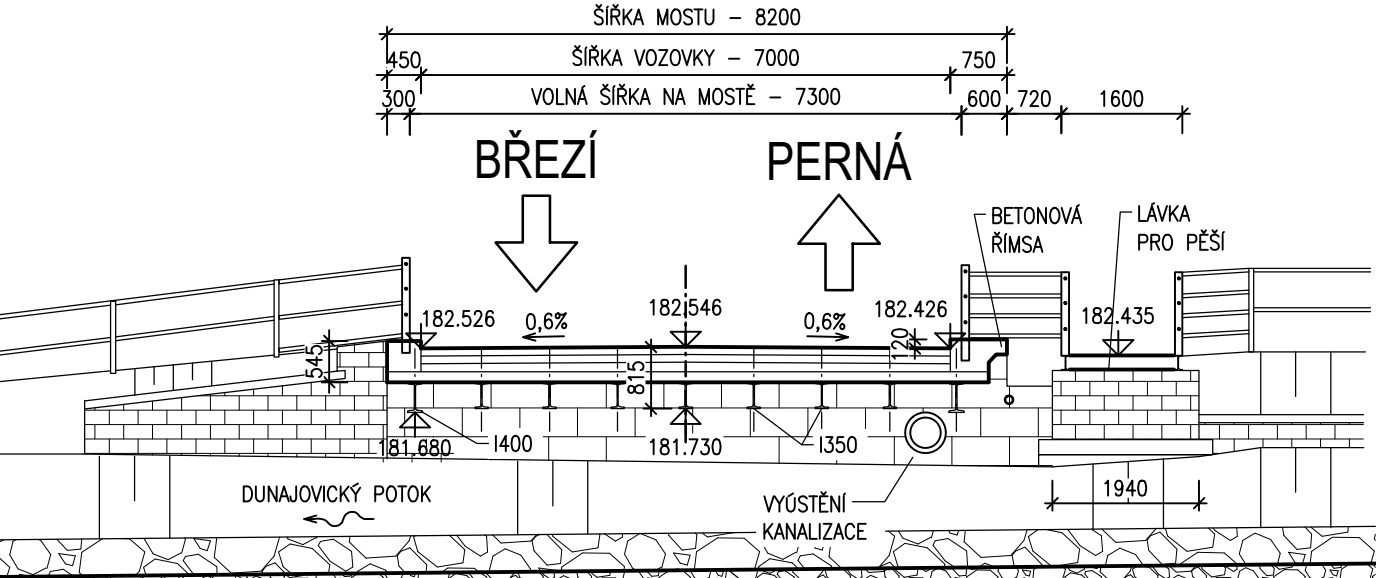 ŠÍŘKA MOSTU – 8200
450 ŠÍŘKA VOZOVKY – 7000 750
300 VOLNÁ ŠÍŘKA NA MOSTĚ – 7300 600 720 1600
BŘEZÍ PERNÁ
BETONOVÁ
ŘÍMSA
LÁVKA
PRO PĚŠÍ
182.526 0,6% 182.546 0,6% 182.426 182.435
545 815 120
181.680 I400 181.730 I350
DUNAJOVICKÝ POTOK
VYÚSTĚNÍ
KANALIZACE
1940